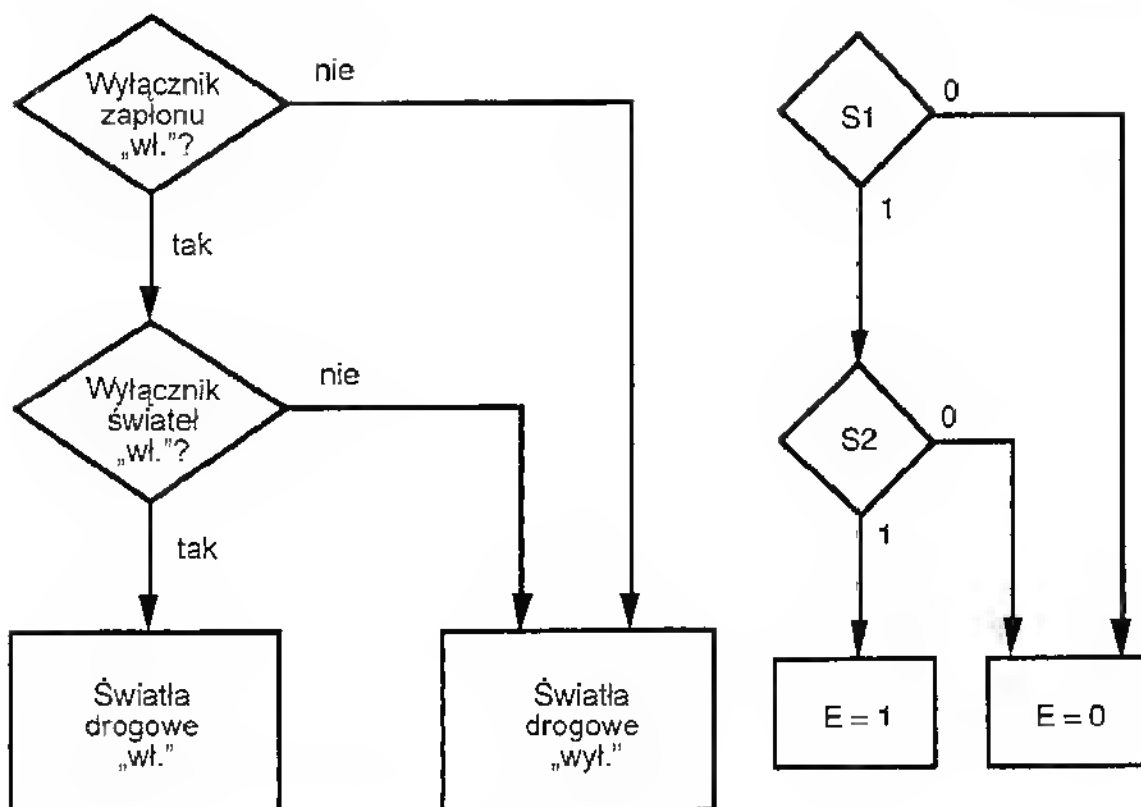 Wyłącznik
zapłonu
„wł.”?
nie
tak
Wyłącznik
świateł
„wł.”?
nie
tak
Światła
drogowe
„wł.”
Światła
drogowe
„wył.”
S1
0
1
S2
0
1
E = 1
E = 0